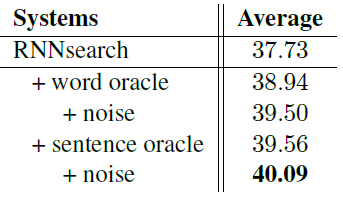 Systems Average
RNNsearch 37.73
+ word oracle 38.94
+ noise 39.50
+ sentence oracle 39.56
+ noise 40.09